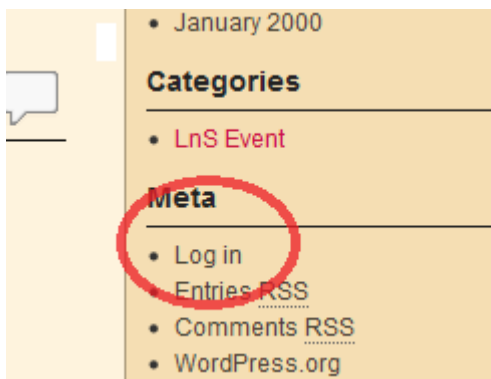 January 2000
Categories
LnS Event
Meta
Log in
Entries RSS
Comments RSS
WordPress.org